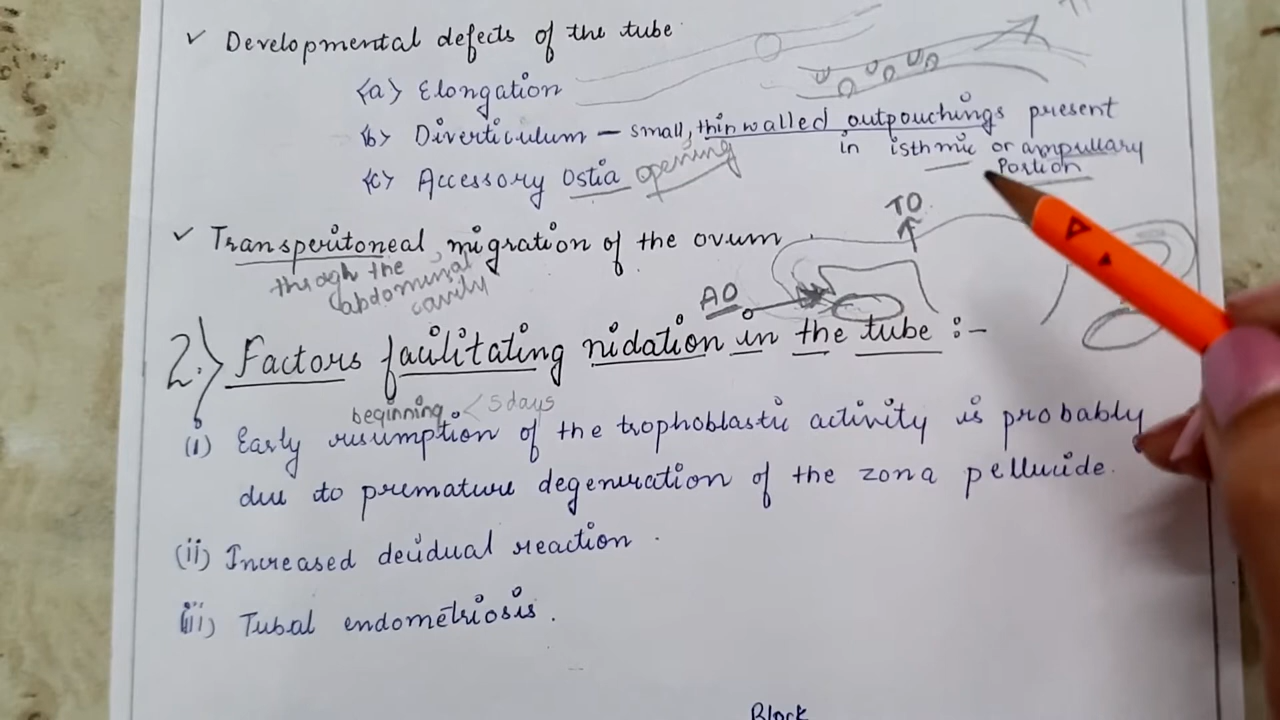 ✓ Developmental defects of the tube
(a) Elongation
(b) Diverticulum — small, thin walled outpouchings present
in isthmic or ampullary
Portion
(c) Accessory Ostia opening
TO
✓ Transperitoneal migration of the ovum
through the
abdominal
cavity
AO
2.) Factors facilitating nidation in the tube :-
beginning < 5 days
(i) Early resumption of the trophoblastic activity is probably
due to premature degeneration of the zona pellucide.
(ii) Increased decidual reaction.
(iii) Tubal endometriosis.
Block